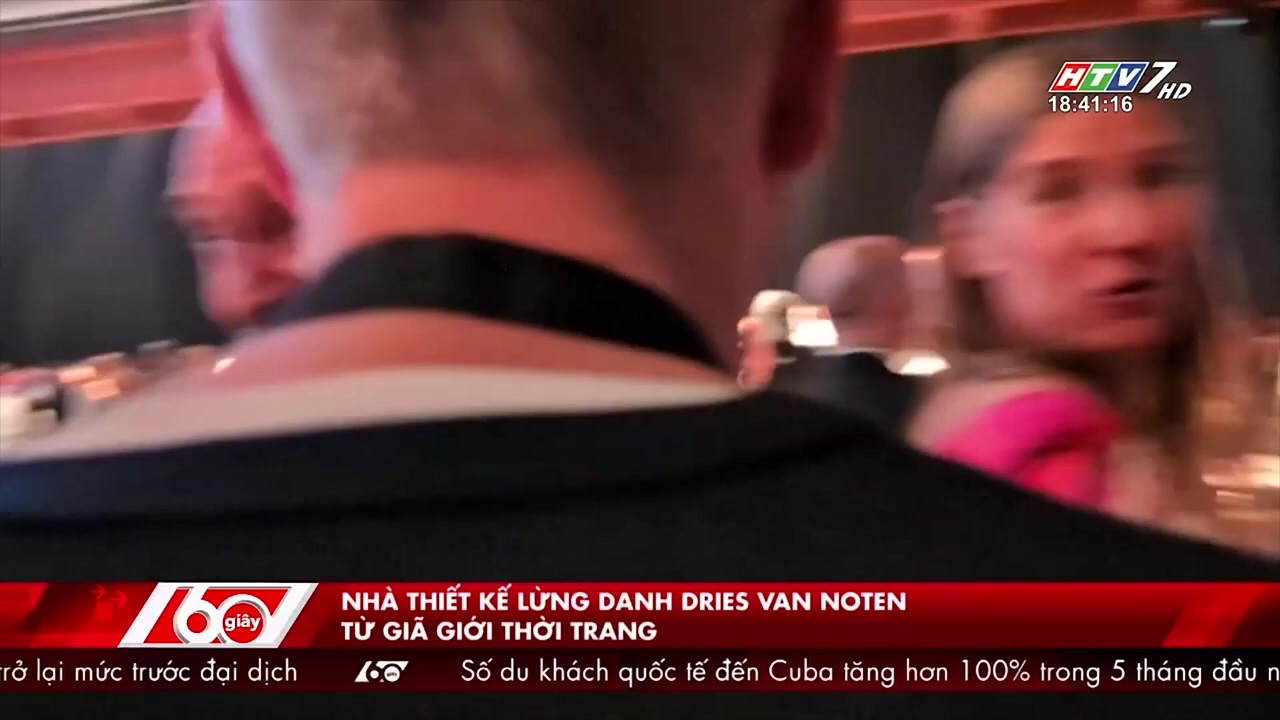 HTV7 HD
18:41:16
60 giây
NHÀ THIẾT KẾ LỪNG DANH DRIES VAN NOTEN
TỪ GIÃ GIỚI THỜI TRANG
trở lại mức trước đại dịch 60 giây Số du khách quốc tế đến Cuba tăng hơn 100% trong 5 tháng đầu n